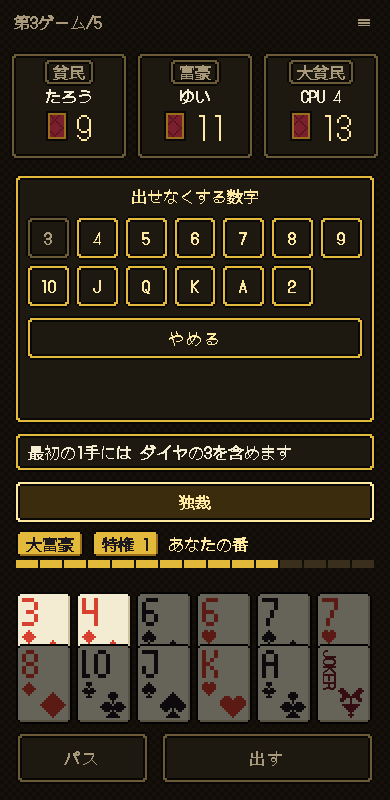 第3ゲーム/5 ≡
貧民 富豪 大貧民
たろう ゆい CPU 4
9 11 13
出せなくする数字
3 4 5 6 7 8 9
10 J Q K A 2
やめる
最初の1手には ダイヤの3を含めます
独裁
大富豪 特権 1 あなたの番
3 4 6 6 7 7
8 10 J K A JOKER
パス 出す